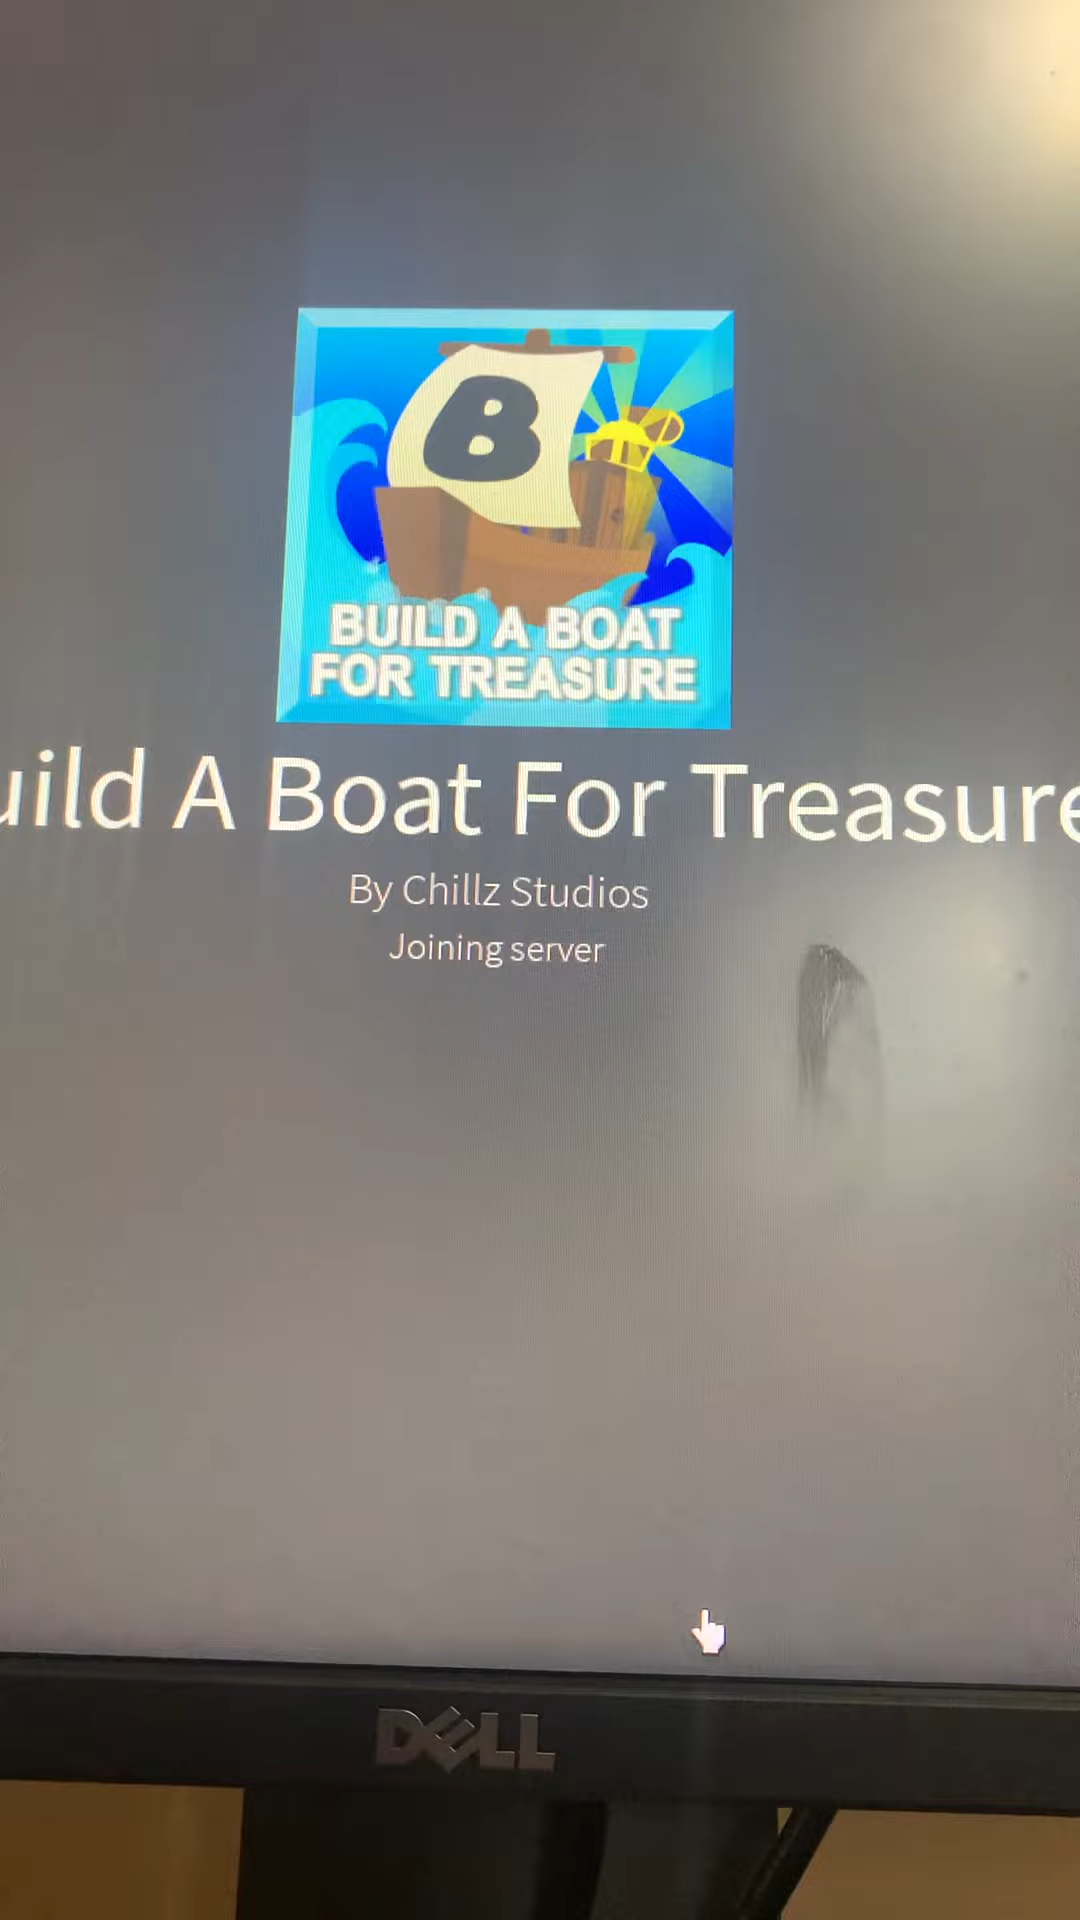 B
BUILD A BOAT
FOR TREASURE
uild A Boat For Treasure
By Chillz Studios
Joining server
DELL